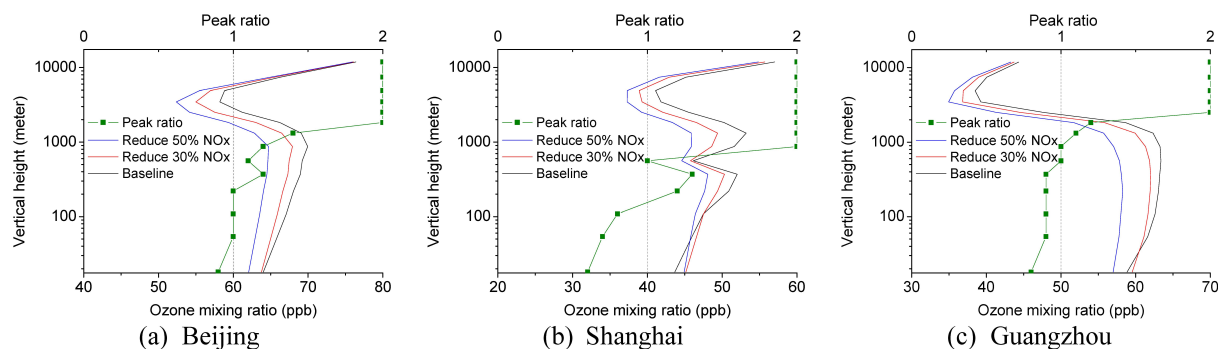 Peak ratio
0 1 2
10000
1000
100
Vertical height (meter)
Peak ratio
Reduce 50% NOx
Reduce 30% NOx
Baseline
40 50 60 70 80
Ozone mixing ratio (ppb)
(a) Beijing
Peak ratio
0 1 2
10000
1000
100
Vertical height (meter)
Peak ratio
Reduce 50% NOx
Reduce 30% NOx
Baseline
30 40 50 60
Ozone mixing ratio (ppb)
(b) Shanghai
Peak ratio
0 1 2
10000
1000
100
Vertical height (meter)
Peak ratio
Reduce 50% NOx
Reduce 30% NOx
Baseline
30 40 50 60 70
Ozone mixing ratio (ppb)
(c) Guangzhou